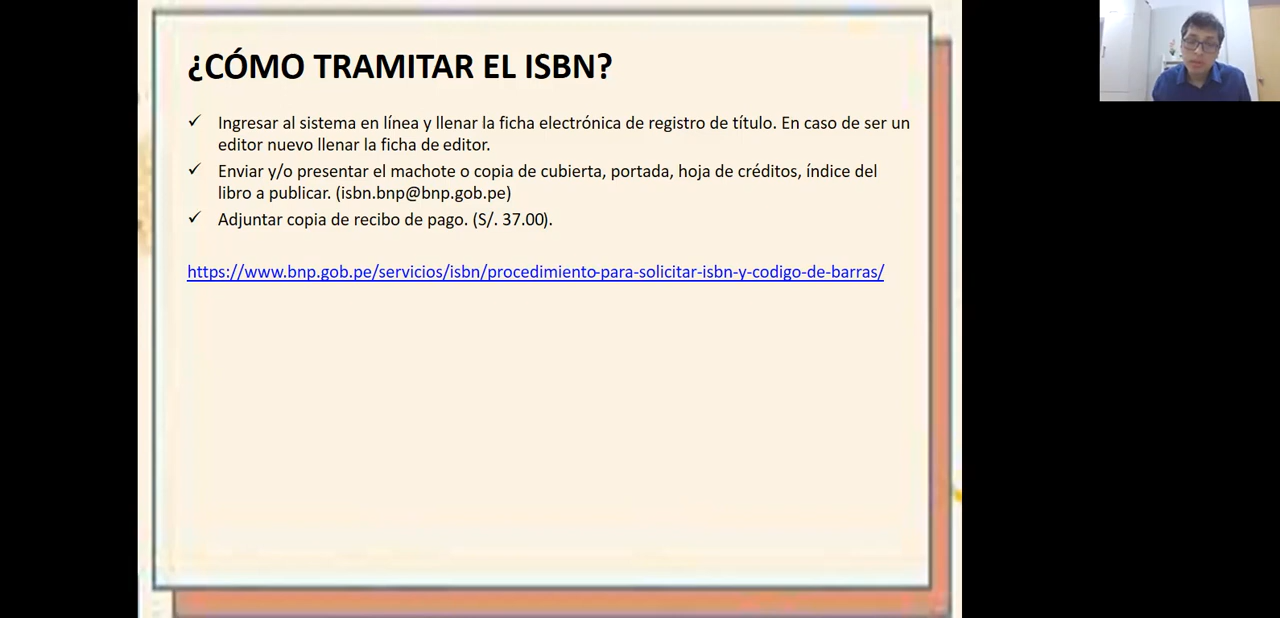 ¿CÓMO TRAMITAR EL ISBN?
✓ Ingresar al sistema en línea y llenar la ficha electrónica de registro de título. En caso de ser un
editor nuevo llenar la ficha de editor.
✓ Enviar y/o presentar el machote o copia de cubierta, portada, hoja de créditos, índice del
libro a publicar. (isbn.bnp@bnp.gob.pe)
✓ Adjuntar copia de recibo de pago. (S/. 37.00).
https://www.bnp.gob.pe/servicios/isbn/procedimiento-para-solicitar-isbn-y-codigo-de-barras/